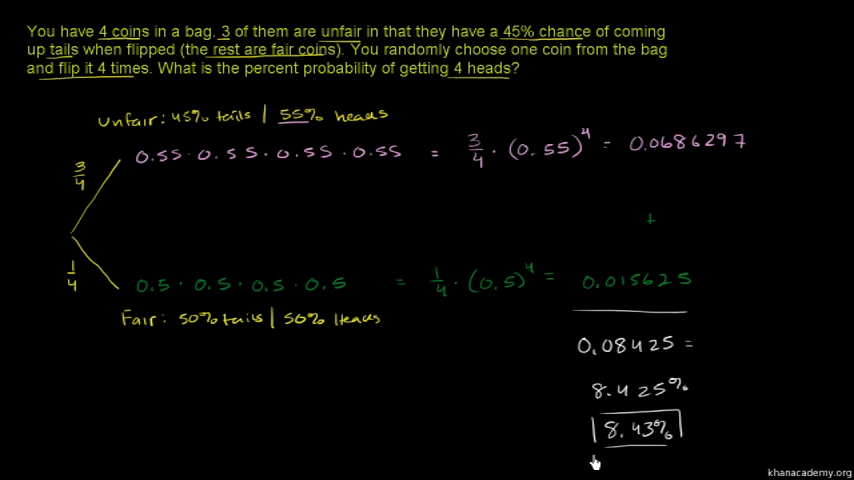 You have 4 coins in a bag. 3 of them are unfair in that they have a 45% chance of coming
up tails when flipped (the rest are fair coins). You randomly choose one coin from the bag
and flip it 4 times. What is the percent probability of getting 4 heads?
Unfair: 45% tails | 55% heads
3/4
0.55 · 0.55 · 0.55 · 0.55 = 3/4 · (0.55)^4 = 0.0686297
+
1/4
0.5 · 0.5 · 0.5 · 0.5 = 1/4 · (0.5)^4 = 0.015625
Fair: 50% tails | 50% heads
0.08425 =
8.425%
8.43%
khanacademy.org